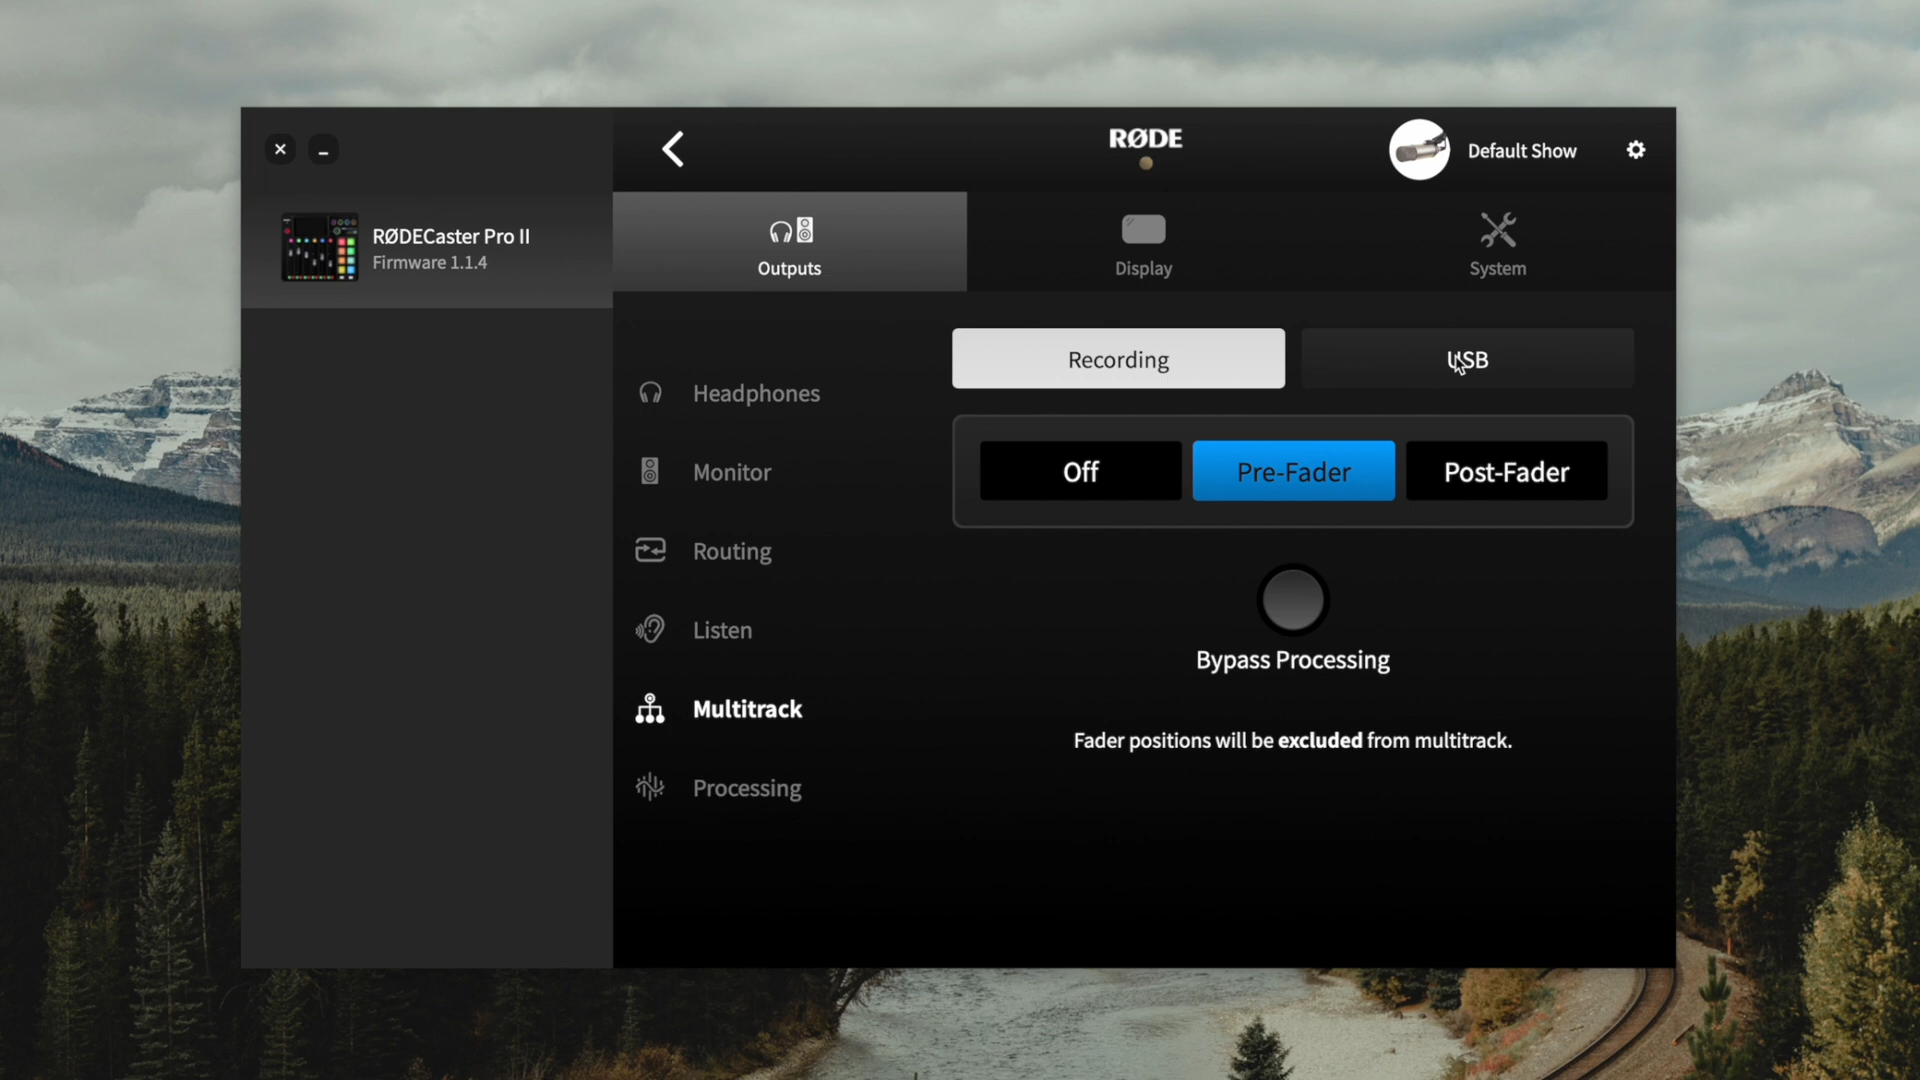 RØDE
Default Show
RØDECaster Pro II
Firmware 1.1.4
Outputs
Display
System
Recording
USB
Headphones
Monitor
Routing
Listen
Multitrack
Processing
Off
Pre-Fader
Post-Fader
Bypass Processing
Fader positions will be excluded from multitrack.